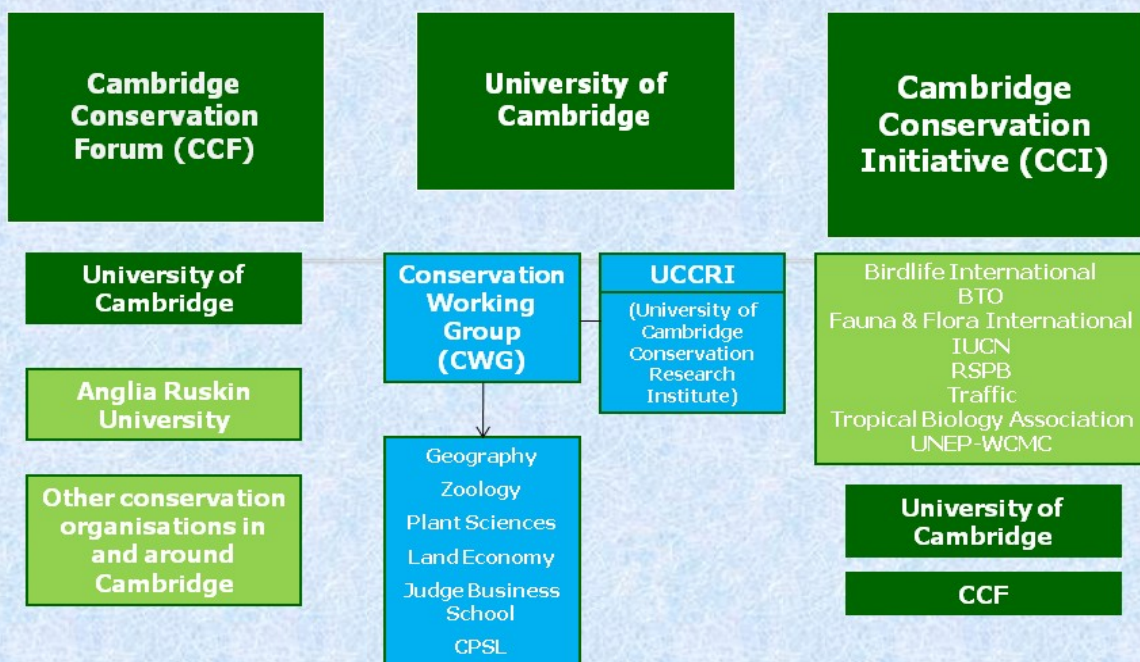 Cambridge
Conservation
Forum (CCF)
University of
Cambridge
Cambridge
Conservation
Initiative (CCI)
University of
Cambridge
Anglia Ruskin
University
Other conservation
organisations in
and around
Cambridge
Conservation
Working
Group
(CWG)
UCCRI
(University of
Cambridge
Conservation
Research
Institute)
Geography
Zoology
Plant Sciences
Land Economy
Judge Business
School
CPSL
Birdlife International
BTO
Fauna & Flora International
IUCN
RSPB
Traffic
Tropical Biology Association
UNEP-WCMC
University of
Cambridge
CCF